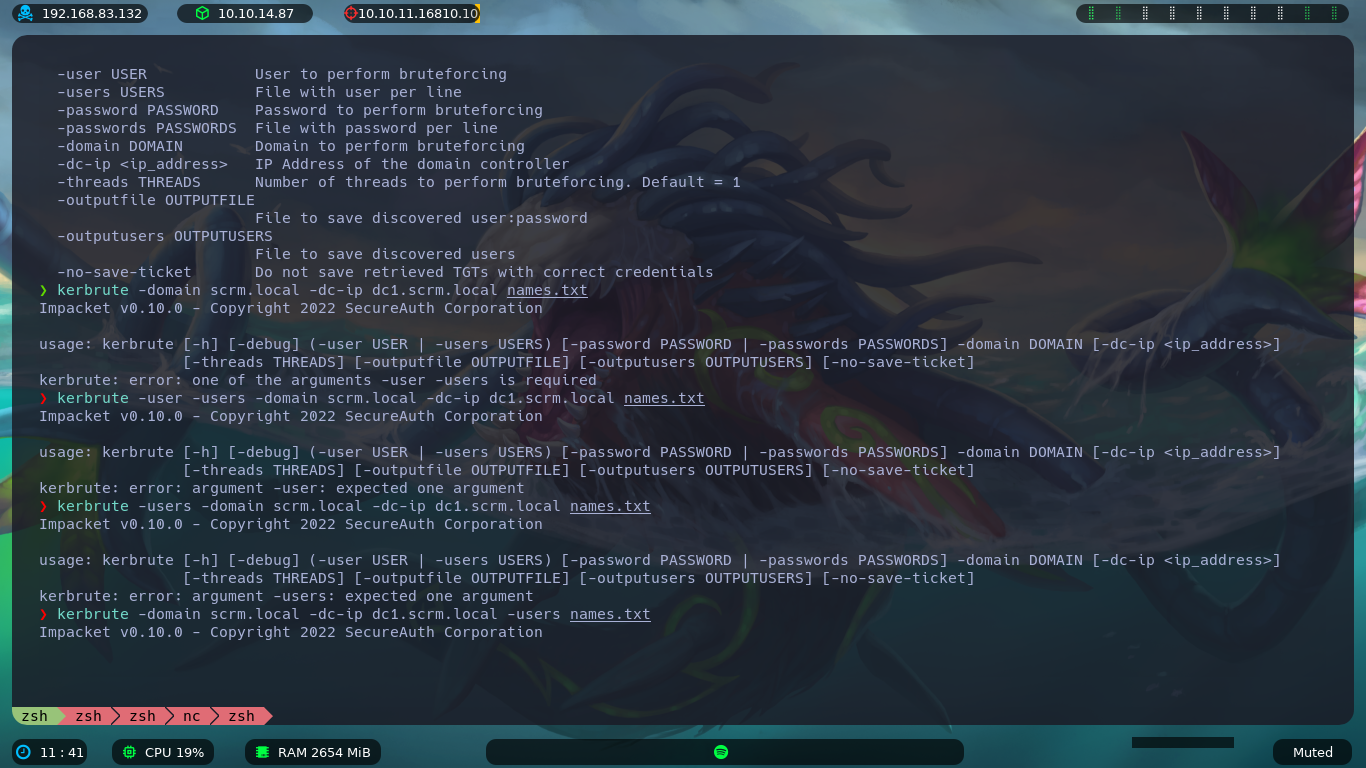 192.168.83.132 10.10.14.87 10.10.11.16810.10
-user USER User to perform bruteforcing
-users USERS File with user per line
-password PASSWORD Password to perform bruteforcing
-passwords PASSWORDS File with password per line
-domain DOMAIN Domain to perform bruteforcing
-dc-ip <ip_address> IP Address of the domain controller
-threads THREADS Number of threads to perform bruteforcing. Default = 1
-outputfile OUTPUTFILE
File to save discovered user:password
-outputusers OUTPUTUSERS
File to save discovered users
-no-save-ticket Do not save retrieved TGTs with correct credentials
❯ kerbrute -domain scrm.local -dc-ip dc1.scrm.local names.txt
Impacket v0.10.0 - Copyright 2022 SecureAuth Corporation
usage: kerbrute [-h] [-debug] (-user USER | -users USERS) [-password PASSWORD | -passwords PASSWORDS] -domain DOMAIN [-dc-ip <ip_address>]
[-threads THREADS] [-outputfile OUTPUTFILE] [-outputusers OUTPUTUSERS] [-no-save-ticket]
kerbrute: error: one of the arguments -user -users is required
❯ kerbrute -user -users -domain scrm.local -dc-ip dc1.scrm.local names.txt
Impacket v0.10.0 - Copyright 2022 SecureAuth Corporation
usage: kerbrute [-h] [-debug] (-user USER | -users USERS) [-password PASSWORD | -passwords PASSWORDS] -domain DOMAIN [-dc-ip <ip_address>]
[-threads THREADS] [-outputfile OUTPUTFILE] [-outputusers OUTPUTUSERS] [-no-save-ticket]
kerbrute: error: argument -user: expected one argument
❯ kerbrute -users -domain scrm.local -dc-ip dc1.scrm.local names.txt
Impacket v0.10.0 - Copyright 2022 SecureAuth Corporation
usage: kerbrute [-h] [-debug] (-user USER | -users USERS) [-password PASSWORD | -passwords PASSWORDS] -domain DOMAIN [-dc-ip <ip_address>]
[-threads THREADS] [-outputfile OUTPUTFILE] [-outputusers OUTPUTUSERS] [-no-save-ticket]
kerbrute: error: argument -users: expected one argument
❯ kerbrute -domain scrm.local -dc-ip dc1.scrm.local -users names.txt
Impacket v0.10.0 - Copyright 2022 SecureAuth Corporation
zsh zsh zsh nc zsh
11 : 41 CPU 19% RAM 2654 MiB Muted